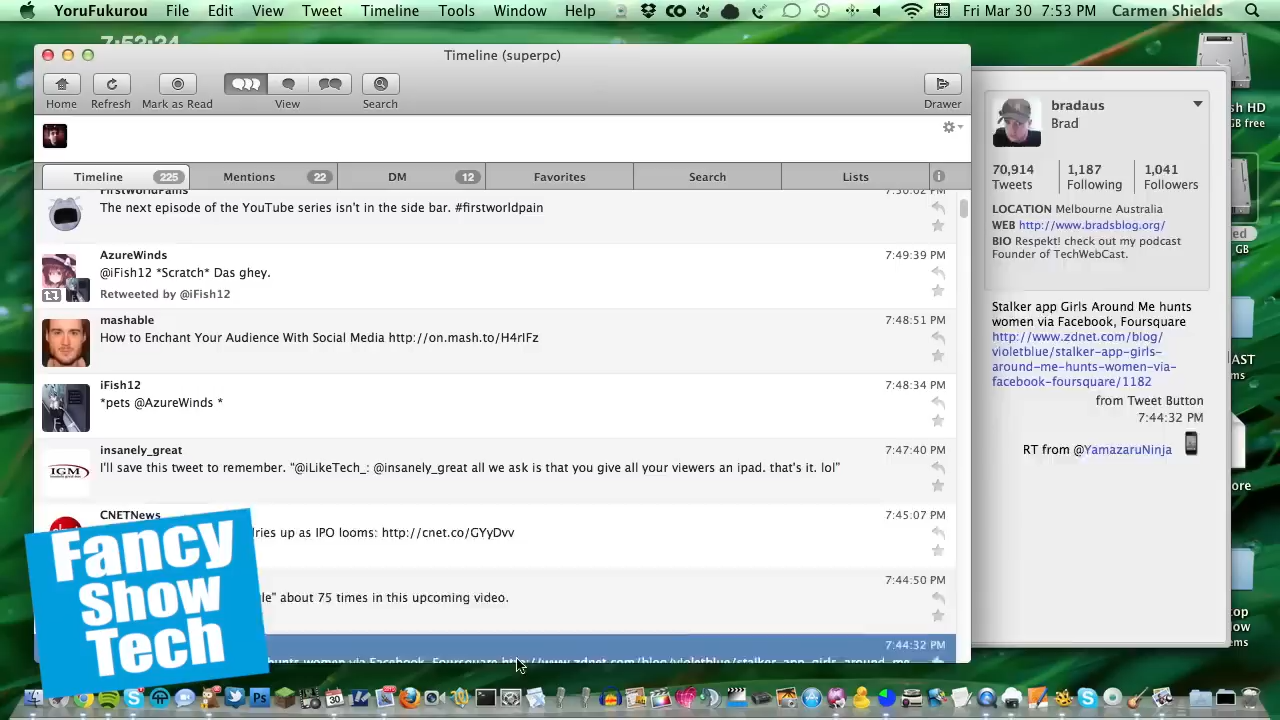 YoruFukurou File Edit View Tweet Timeline Tools Window Help Fri Mar 30 7:53 PM Carmen Shields
Timeline (superpc)
Home Refresh Mark as Read View Search Drawer
Timeline 225 Mentions 22 DM 12 Favorites Search Lists
The next episode of the YouTube series isn't in the side bar. #firstworldpain
AzureWinds 7:49:39 PM
@iFish12 *Scratch* Das ghey.
Retweeted by @iFish12
mashable 7:48:51 PM
How to Enchant Your Audience With Social Media http://on.mash.to/H4rlFz
iFish12 7:48:34 PM
*pets @AzureWinds *
insanely_great 7:47:40 PM
IGM
I'll save this tweet to remember. "@iLikeTech_: @insanely_great all we ask is that you give all your viewers an ipad. that's it. lol"
CNETNews 7:45:07 PM
ries up as IPO looms: http://cnet.co/GYyDvv
7:44:50 PM
about 75 times in this upcoming video.
7:44:32 PM
hunts women via Facebook, Foursquare
Fancy
Show
Tech
bradaus
Brad
70,914 1,187 1,041
Tweets Following Followers
LOCATION Melbourne Australia
WEB http://www.bradsblog.org/
BIO Respekt! check out my podcast
Founder of TechWebCast.
Stalker app Girls Around Me hunts
women via Facebook, Foursquare
http://www.zdnet.com/blog/
violetblue/stalker-app-girls-
around-me-hunts-women-via-
facebook-foursquare/1182
from Tweet Button
7:44:32 PM
RT from @YamazaruNinja
HD
GB free
GB